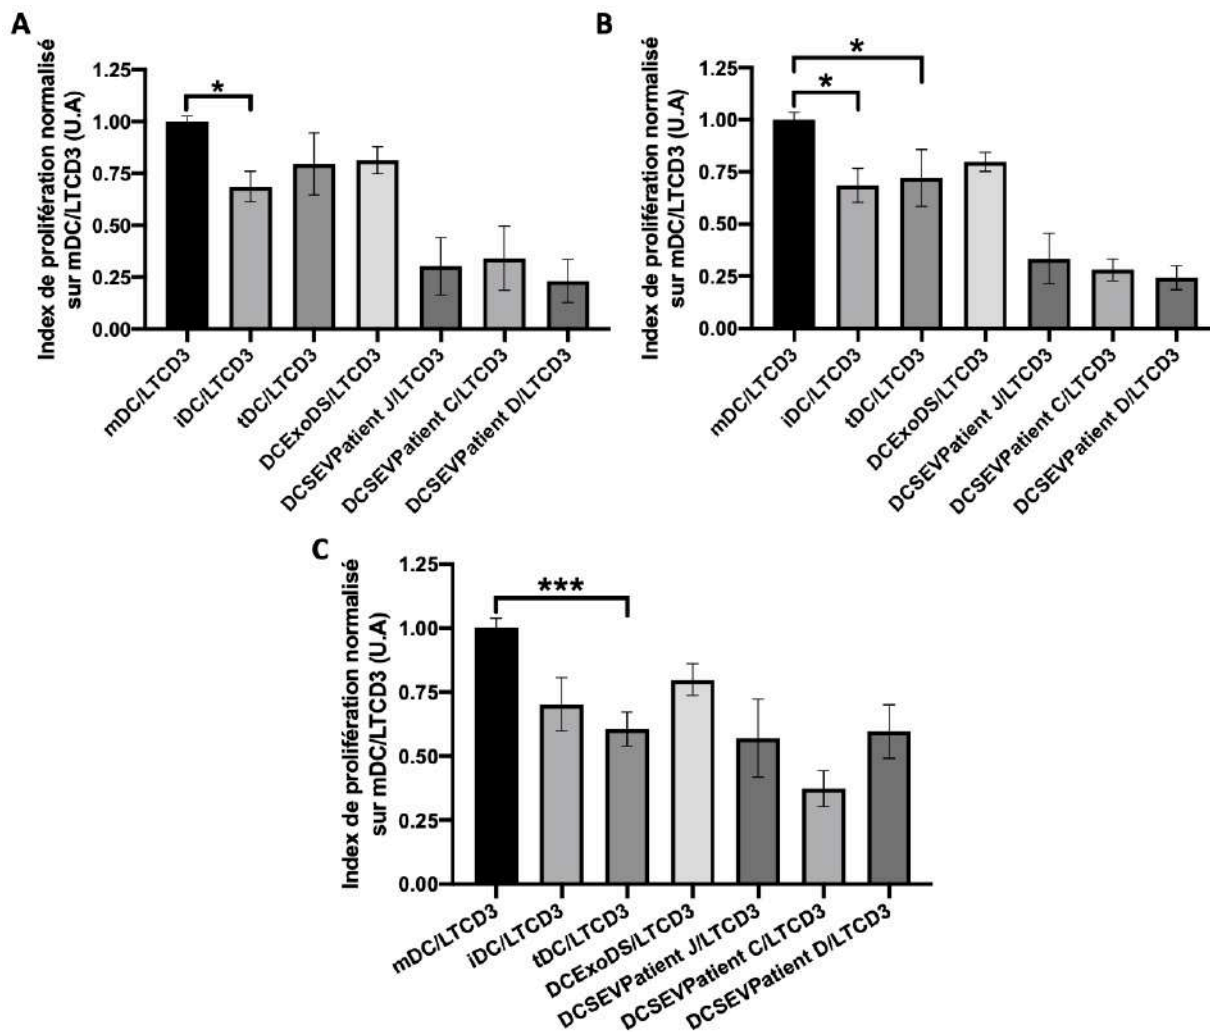 A
Index de prolifération normalisé
sur mDC/LTCD3 (U.A)
1.25
1.00
0.75
0.50
0.25
0.00
*
mDC/LTCD3
iDC/LTCD3
tDC/LTCD3
DCExoDS/LTCD3
DCSEVPatient J/LTCD3
DCSEVPatient C/LTCD3
DCSEVPatient D/LTCD3
B
Index de prolifération normalisé
sur mDC/LTCD3 (U.A)
1.25
1.00
0.75
0.50
0.25
0.00
*
*
mDC/LTCD3
iDC/LTCD3
tDC/LTCD3
DCExoDS/LTCD3
DCSEVPatient J/LTCD3
DCSEVPatient C/LTCD3
DCSEVPatient D/LTCD3
C
Index de prolifération normalisé
sur mDC/LTCD3 (U.A)
1.25
1.00
0.75
0.50
0.25
0.00
***
mDC/LTCD3
iDC/LTCD3
tDC/LTCD3
DCExoDS/LTCD3
DCSEVPatient J/LTCD3
DCSEVPatient C/LTCD3
DCSEVPatient D/LTCD3